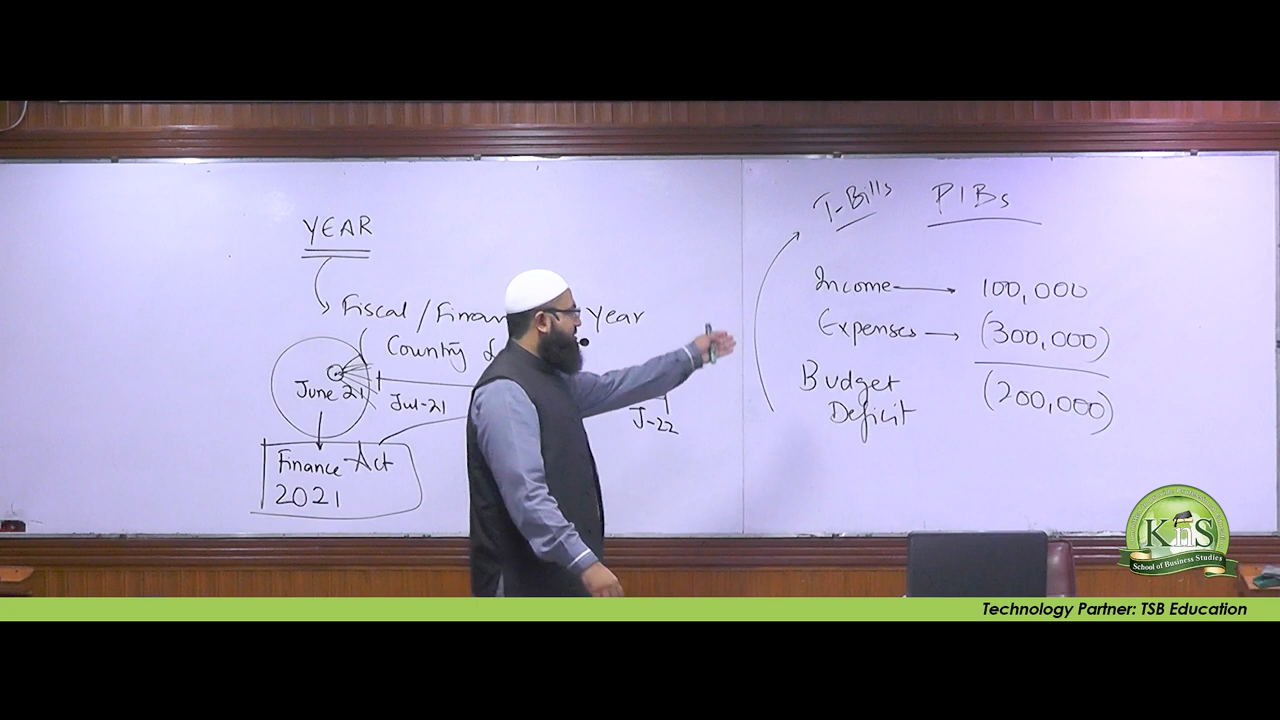 YEAR
Fiscal / Finan Year
Country
June 21
Jul-21
J-22
Finance Act
2021
T-Bills PIBs
Income 100,000
Expenses (300,000)
Budget
Deficit
(200,000)
KnS
School of Business Studies
Technology Partner: TSB Education